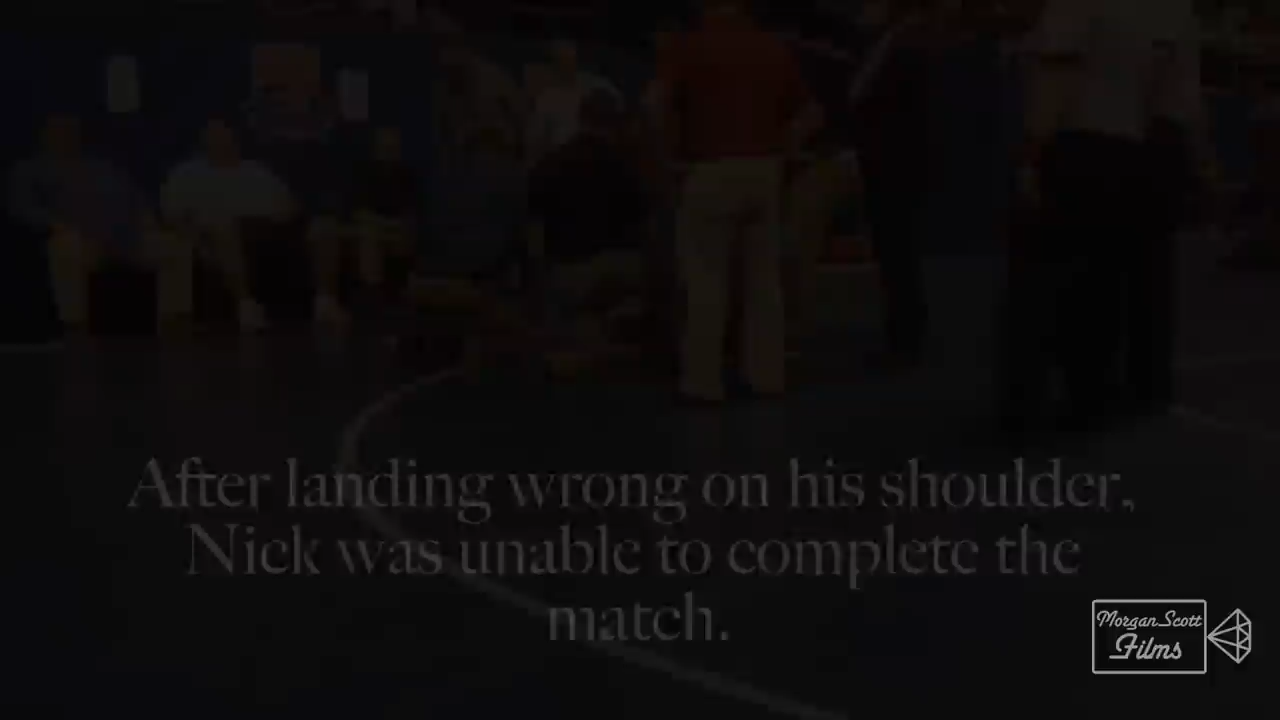 After landing wrong on his shoulder,
Nick was unable to complete the
match.
Morgan Scott
Films